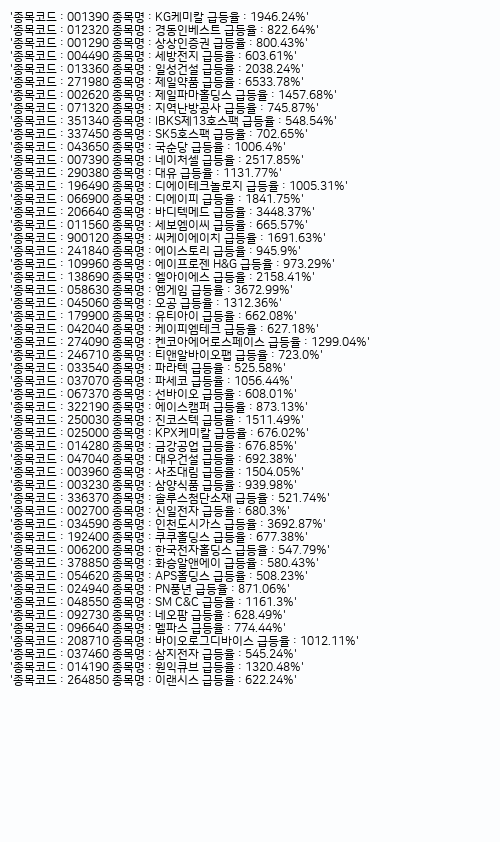 '종목코드 : 001390 종목명 : KG케미칼 급등율 : 1946.24%'
'종목코드 : 012320 종목명 : 경동인베스트 급등율 : 822.64%'
'종목코드 : 001290 종목명 : 상상인증권 급등율 : 800.43%'
'종목코드 : 004490 종목명 : 세방전지 급등율 : 603.61%'
'종목코드 : 013360 종목명 : 일성건설 급등율 : 2038.24%'
'종목코드 : 271980 종목명 : 제일약품 급등율 : 6533.78%'
'종목코드 : 002620 종목명 : 제일파마홀딩스 급등율 : 1457.68%'
'종목코드 : 071320 종목명 : 지역난방공사 급등율 : 745.87%'
'종목코드 : 351340 종목명 : IBKS제13호스팩 급등율 : 548.54%'
'종목코드 : 337450 종목명 : SK5호스팩 급등율 : 702.65%'
'종목코드 : 043650 종목명 : 국순당 급등율 : 1006.4%'
'종목코드 : 007390 종목명 : 네이처셀 급등율 : 2517.85%'
'종목코드 : 290380 종목명 : 대유 급등율 : 1131.77%'
'종목코드 : 196490 종목명 : 디에이테크놀로지 급등율 : 1005.31%'
'종목코드 : 066900 종목명 : 디에이피 급등율 : 1841.75%'
'종목코드 : 206640 종목명 : 바디텍메드 급등율 : 3448.37%'
'종목코드 : 011560 종목명 : 세보엠이씨 급등율 : 665.57%'
'종목코드 : 900120 종목명 : 씨케이에이치 급등율 : 1691.63%'
'종목코드 : 241840 종목명 : 에이스토리 급등율 : 945.9%'
'종목코드 : 109960 종목명 : 에이프로젠 H&G 급등율 : 973.29%'
'종목코드 : 138690 종목명 : 엘아이에스 급등율 : 2158.41%'
'종목코드 : 058630 종목명 : 엠게임 급등율 : 3672.99%'
'종목코드 : 045060 종목명 : 오공 급등율 : 1312.36%'
'종목코드 : 179900 종목명 : 유티아이 급등율 : 662.08%'
'종목코드 : 042040 종목명 : 케이피엠테크 급등율 : 627.18%'
'종목코드 : 274090 종목명 : 켄코아에어로스페이스 급등율 : 1299.04%'
'종목코드 : 246710 종목명 : 티앤알바이오팹 급등율 : 723.0%'
'종목코드 : 033540 종목명 : 파라텍 급등율 : 525.58%'
'종목코드 : 037070 종목명 : 파세코 급등율 : 1056.44%'
'종목코드 : 067370 종목명 : 선바이오 급등율 : 608.01%'
'종목코드 : 322190 종목명 : 에이스캠퍼 급등율 : 873.13%'
'종목코드 : 250030 종목명 : 진코스텍 급등율 : 1511.49%'
'종목코드 : 025000 종목명 : KPX케미칼 급등율 : 676.02%'
'종목코드 : 014280 종목명 : 금강공업 급등율 : 676.85%'
'종목코드 : 047040 종목명 : 대우건설 급등율 : 692.38%'
'종목코드 : 003960 종목명 : 사조대림 급등율 : 1504.05%'
'종목코드 : 003230 종목명 : 삼양식품 급등율 : 939.98%'
'종목코드 : 336370 종목명 : 솔루스첨단소재 급등율 : 521.74%'
'종목코드 : 002700 종목명 : 신일전자 급등율 : 680.3%'
'종목코드 : 034590 종목명 : 인천도시가스 급등율 : 3692.87%'
'종목코드 : 192400 종목명 : 쿠쿠홀딩스 급등율 : 677.38%'
'종목코드 : 006200 종목명 : 한국전자홀딩스 급등율 : 547.79%'
'종목코드 : 378850 종목명 : 화승알앤에이 급등율 : 580.43%'
'종목코드 : 054620 종목명 : APS홀딩스 급등율 : 508.23%'
'종목코드 : 024940 종목명 : PN풍년 급등율 : 871.06%'
'종목코드 : 048550 종목명 : SM C&C 급등율 : 1161.3%'
'종목코드 : 092730 종목명 : 네오팜 급등율 : 628.49%'
'종목코드 : 096640 종목명 : 멜파스 급등율 : 774.44%'
'종목코드 : 208710 종목명 : 바이오로그디바이스 급등율 : 1012.11%'
'종목코드 : 037460 종목명 : 삼지전자 급등율 : 545.24%'
'종목코드 : 014190 종목명 : 원익큐브 급등율 : 1320.48%'
'종목코드 : 264850 종목명 : 이랜시스 급등율 : 622.24%'